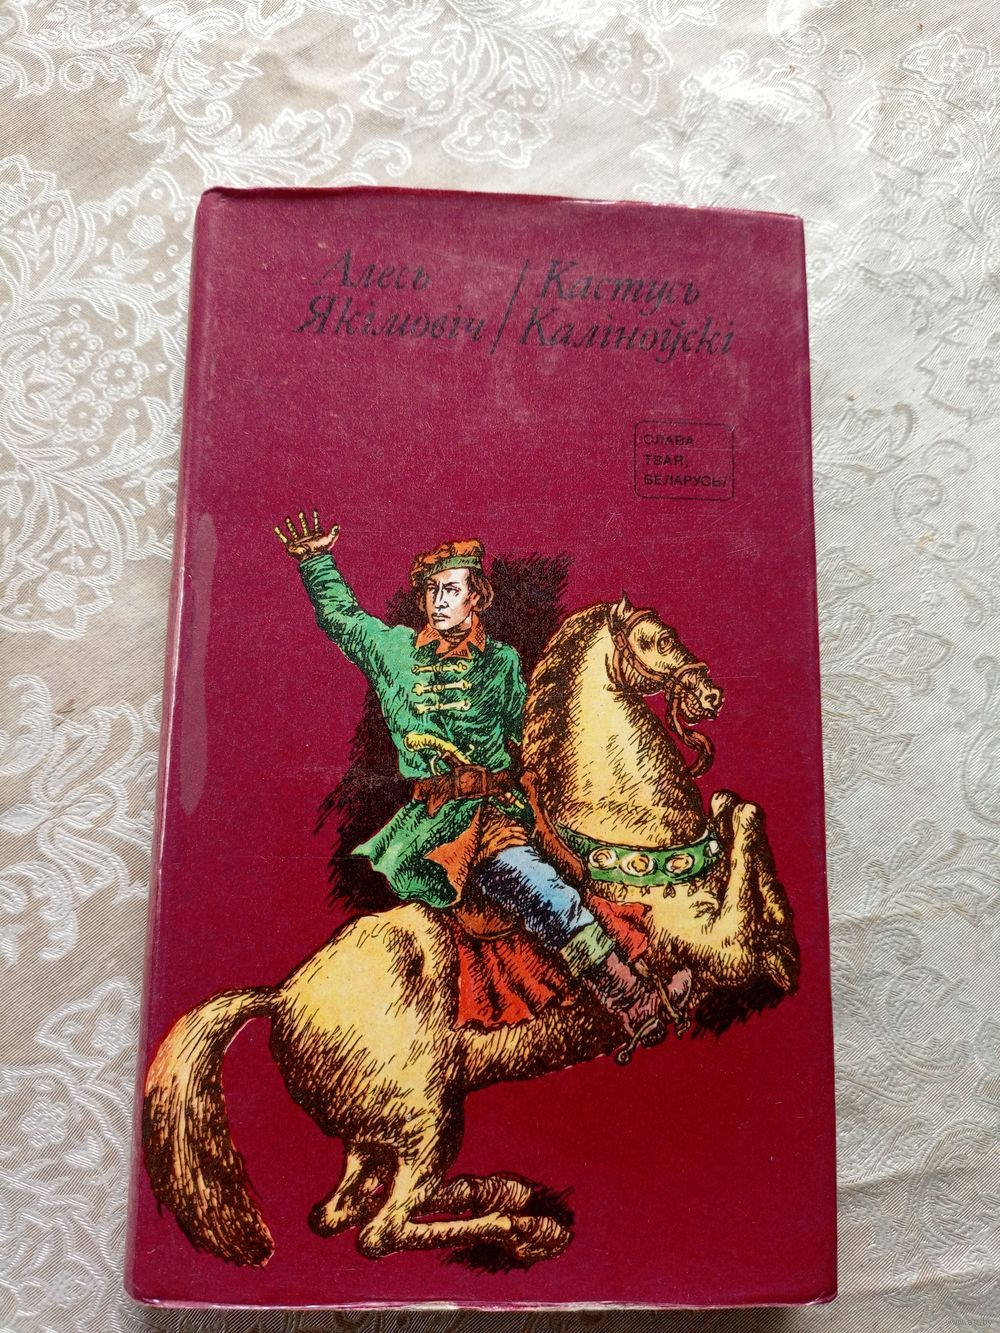 Алесь
Якімовіч
/
Кастусь
Каліноўскі
СЛАВА
ТВАЯ,
БЕЛАРУСЬ!